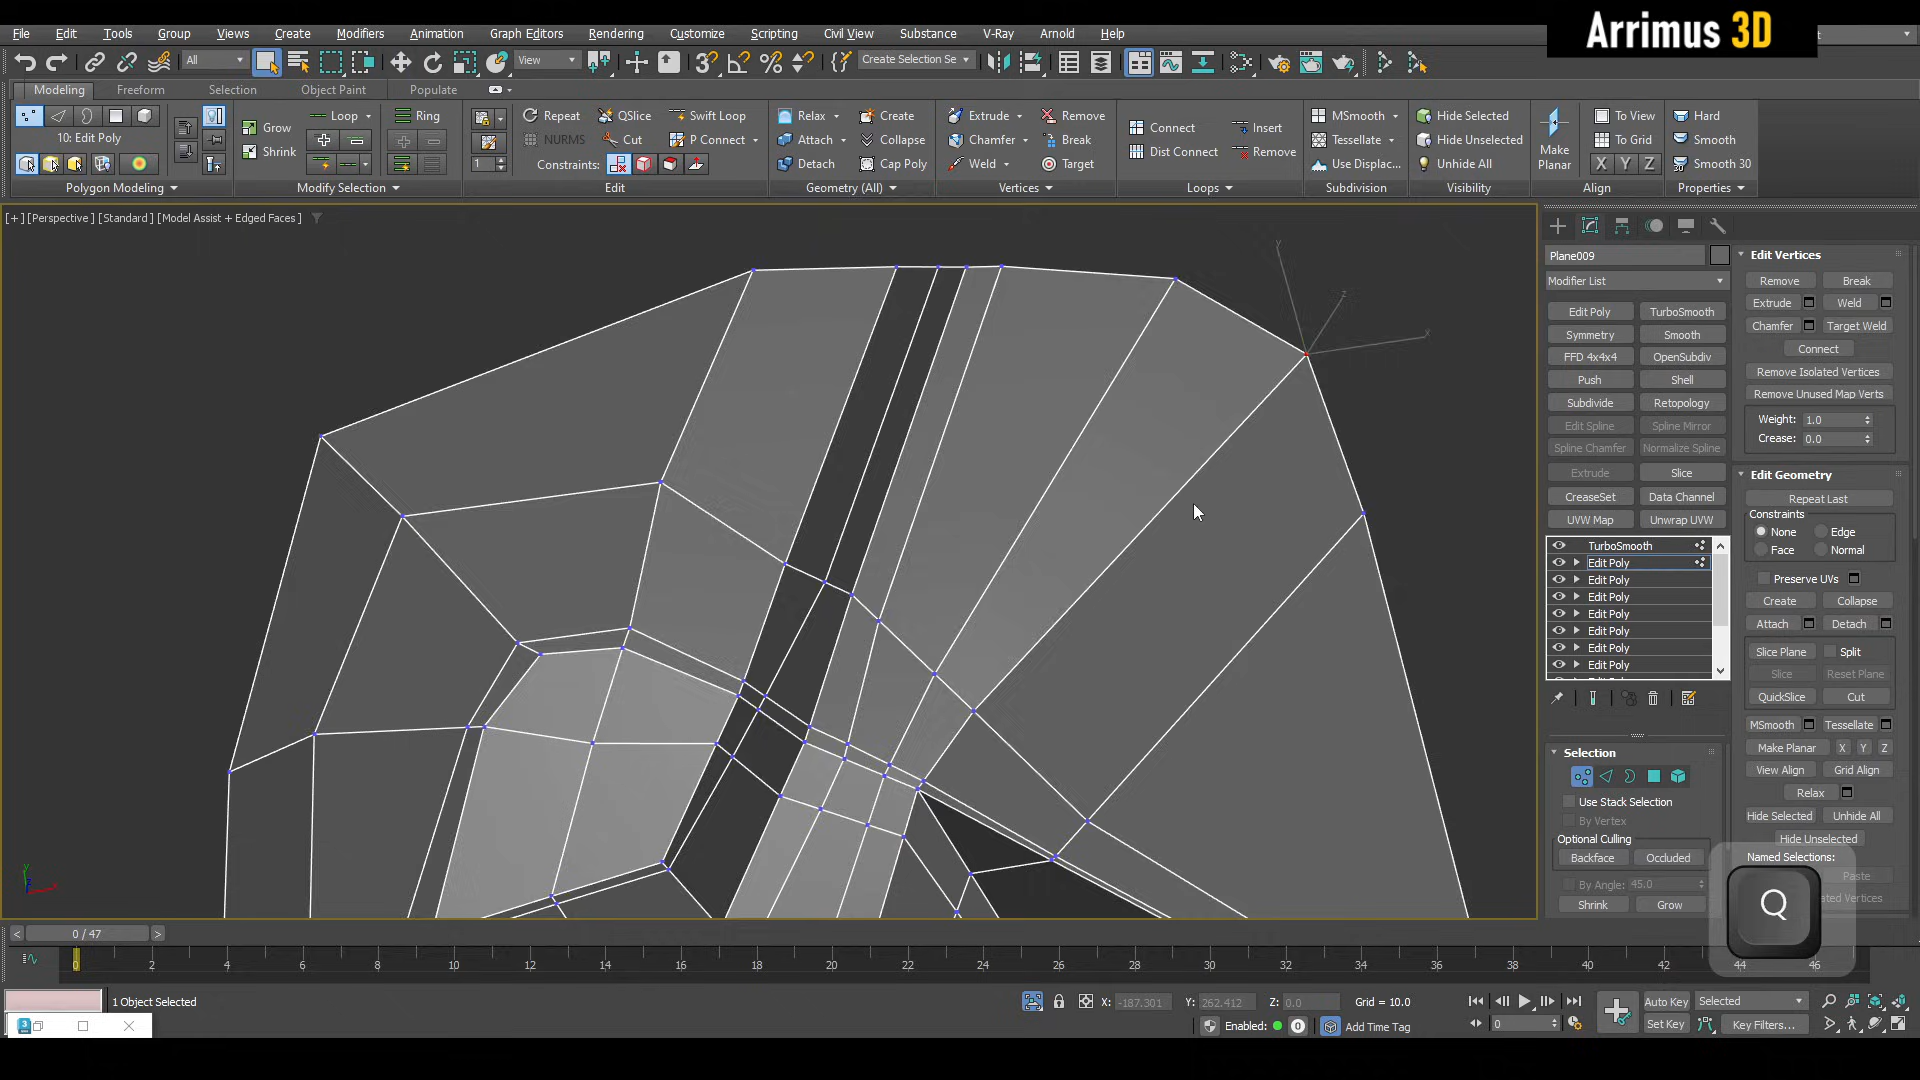 Arrimus 3D
File Edit Tools Group Views Create Modifiers Animation Graph Editors Rendering Customize Scripting Civil View Substance V-Ray Arnold Help
All View Create Selection Se
Modeling Freeform Selection Object Paint Populate
Grow Loop Ring Repeat QSlice Swift Loop Relax Create Extrude Remove Connect Insert MSmooth Hide Selected To View Hard
10: Edit Poly Shrink NURMS Cut P Connect Attach Collapse Chamfer Break Dist Connect Remove Tessellate Hide Unselected Make Planar To Grid Smooth
1 Constraints: Detach Cap Poly Weld Target Use Displac... Unhide All X Y Z Smooth 30
Polygon Modeling Modify Selection Edit Geometry (All) Vertices Loops Subdivision Visibility Align Properties
[+] [Perspective] [Standard] [Model Assist + Edged Faces]
y z x
Plane009
Modifier List
Edit Poly TurboSmooth
Symmetry Smooth
FFD 4x4x4 OpenSubdiv
Push Shell
Subdivide Retopology
Edit Spline Spline Mirror
Spline Chamfer Normalize Spline
Extrude Slice
CreaseSet Data Channel
UVW Map Unwrap UVW
TurboSmooth
Edit Poly
Edit Poly
Edit Poly
Edit Poly
Edit Poly
Edit Poly
Edit Poly
Selection
Use Stack Selection
By Vertex
Optional Culling
Backface Occluded
By Angle: 45.0
Shrink Grow
Edit Vertices
Remove Break
Extrude Weld
Chamfer Target Weld
Connect
Remove Isolated Vertices
Remove Unused Map Verts
Weight: 1.0
Crease: 0.0
Edit Geometry
Repeat Last
Constraints
None Edge
Face Normal
Preserve UVs
Create Collapse
Attach Detach
Slice Plane Split
Slice Reset Plane
QuickSlice Cut
MSmooth Tessellate
Make Planar X Y Z
View Align Grid Align
Relax
Hide Selected Unhide All
Hide Unselected
Named Selections:
Paste
Q
< 0 / 47 >
0 2 4 6 8 10 12 14 16 18 20 22 24 26 28 30 32 34 36 38 40 42 44 46
1 Object Selected
X: -187.301 Y: 262.412 Z: 0.0 Grid = 10.0
Enabled: 0 Add Time Tag
0
Auto Key Selected
Set Key Key Filters...